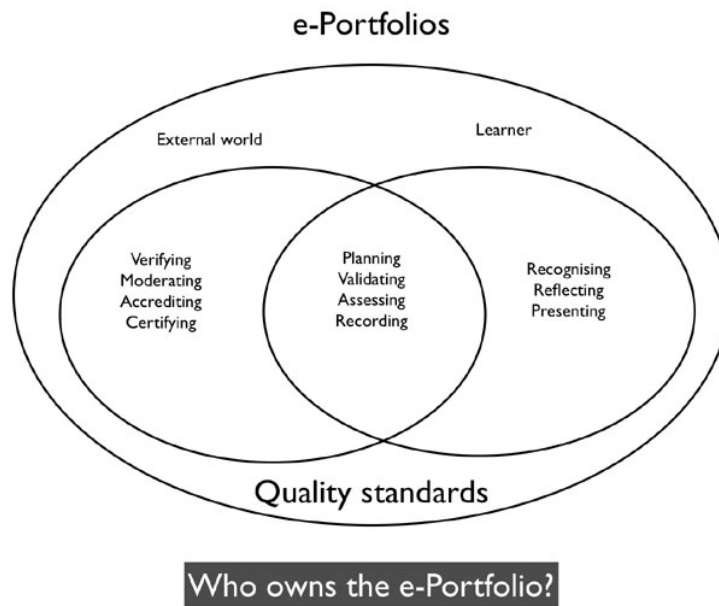 e-Portfolios
External world
Learner
Verifying
Moderating
Accrediting
Certifying
Planning
Validating
Assessing
Recording
Recognising
Reflecting
Presenting
Quality standards
Who owns the e-Portfolio?